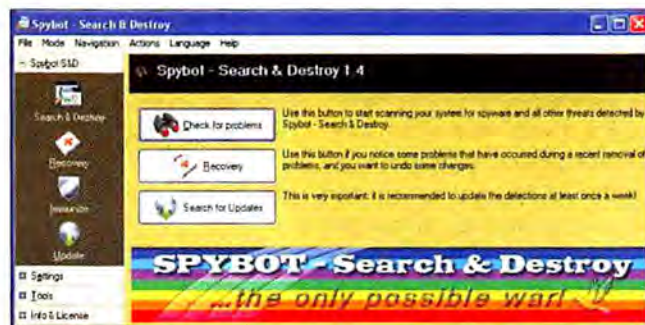 Spybot - Search & Destroy
File Mode Navigation Actions Language Help
Spybot S&D
Search & Destroy
Recovery
Immunize
Update
Settings
Tools
Info & License
Spybot - Search & Destroy 1.4
Check for problems
Use this button to start scanning your system for spyware and all other threats detected by
Spybot - Search & Destroy.
Recovery
Use this button if you notice some problems that have occurred during a recent removal of
problems, and you want to undo some changes.
Search for Updates
This is very important: it is recommended to update the detections at least once a week!
SPYBOT - Search & Destroy
...the only possible war!